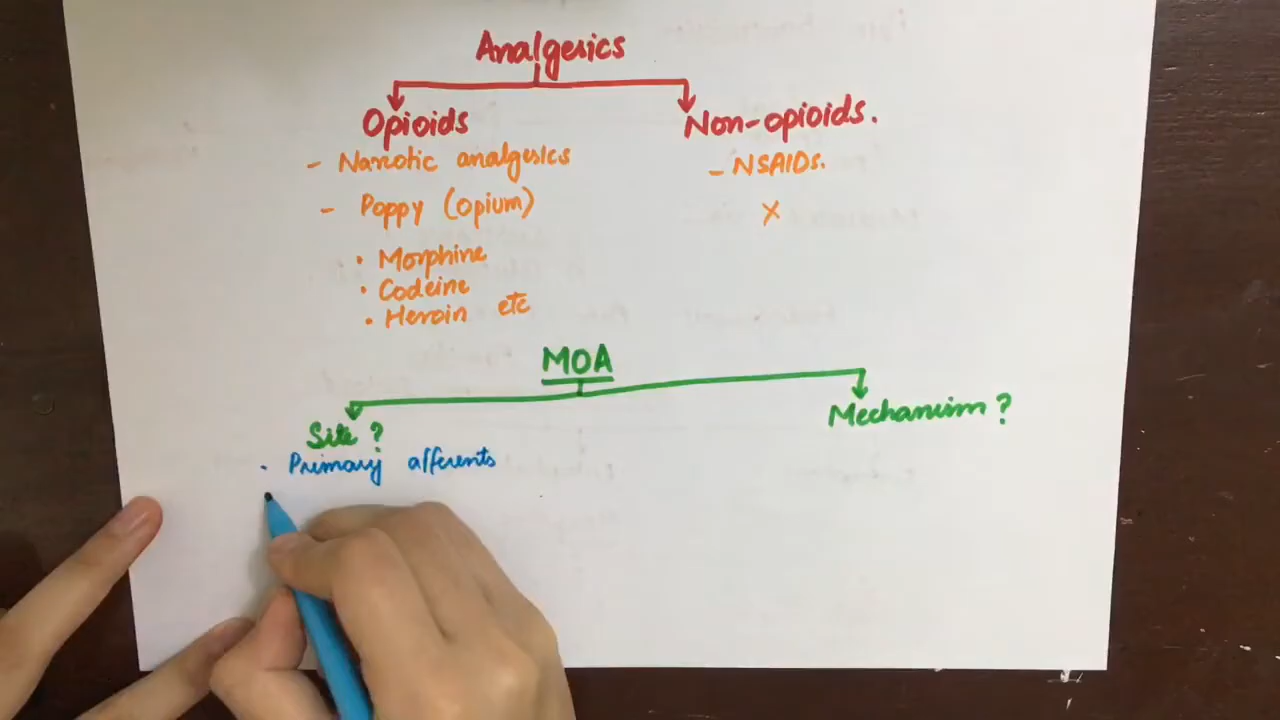 Analgesics
Opioids
Non-opioids.
- Narcotic analgesics
- NSAIDs.
- Poppy (opium)
x
• Morphine
• Codeine
• Heroin etc
MOA
Site ?
Mechanism ?
• Primary afferents